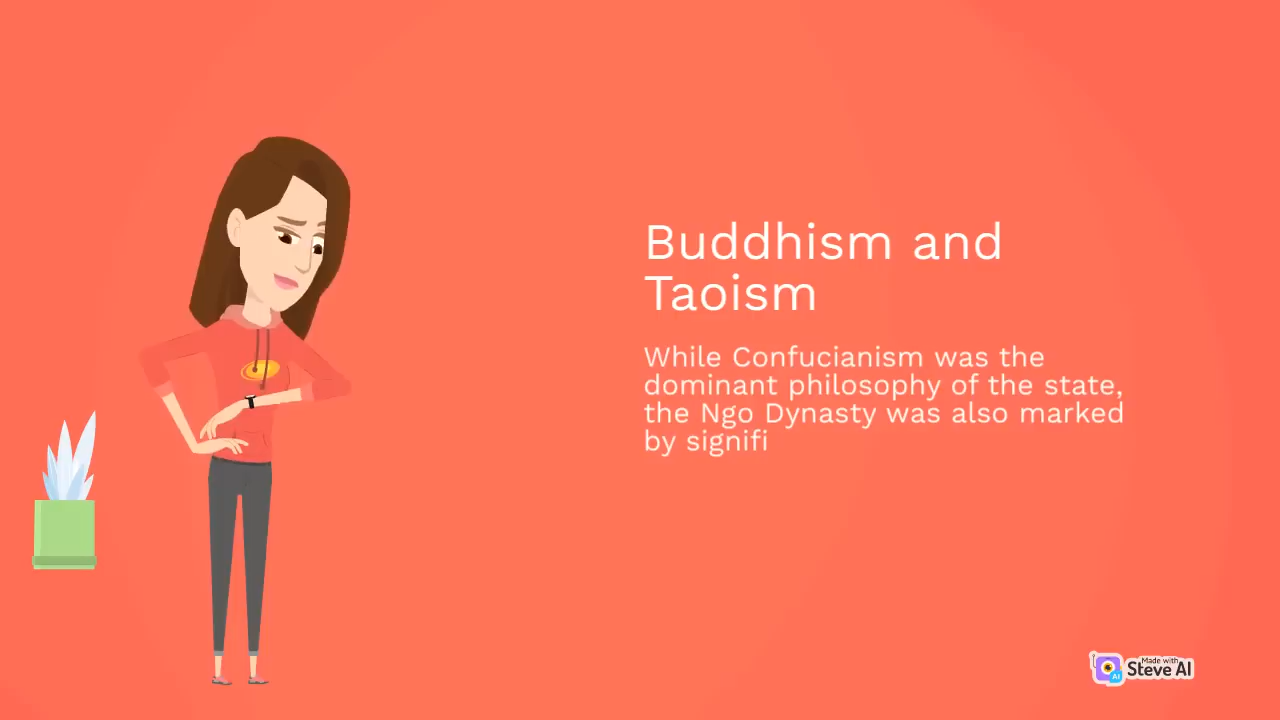 Buddhism and
Taoism
While Confucianism was the
dominant philosophy of the state,
the Ngo Dynasty was also marked
by signifi
Made with
Steve AI
AI